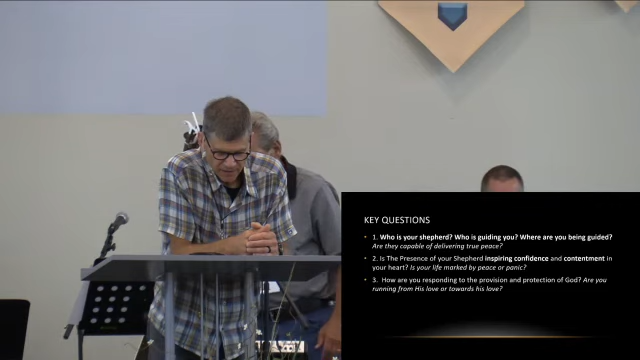 KEY QUESTIONS
• 1. Who is your shepherd? Who is guiding you? Where are you being guided?
Are they capable of delivering true peace?
• 2. Is The Presence of your Shepherd inspiring confidence and contentment in
your heart? Is your life marked by peace or panic?
• 3. How are you responding to the provision and protection of God? Are you
running from His love or towards his love?